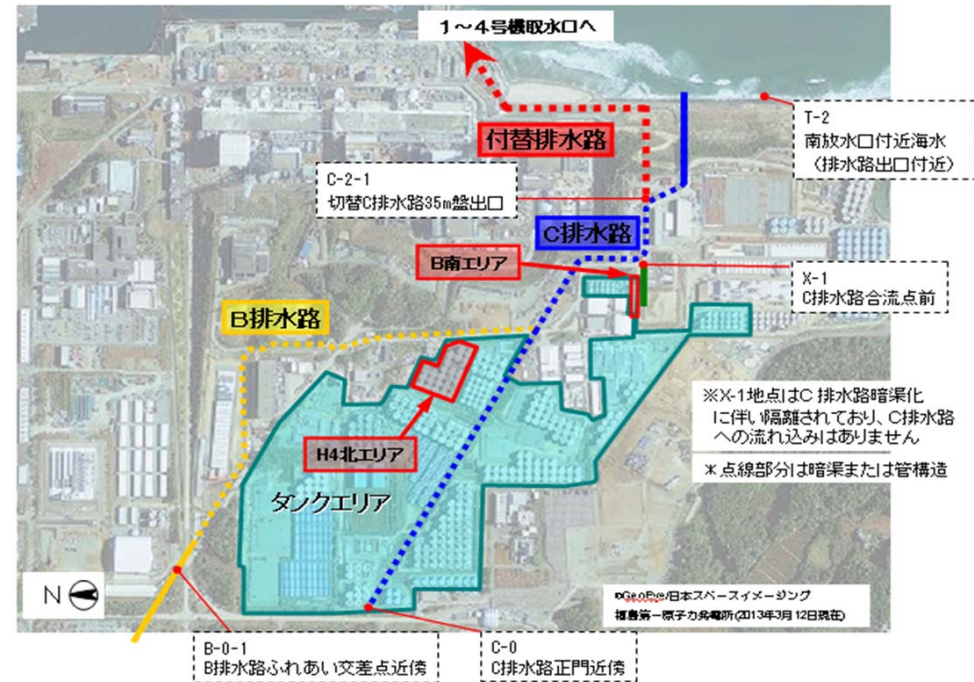 1～4号機取水口へ
付替排水路
T-2
南放水口付近海水
(排水路出口付近)
C-2-1
切替C排水路35m盤出口
C排水路
B南エリア
X-1
C排水路合流点前
B排水路
※X-1地点はC排水路暗渠化
に伴い隔離されており、C排水路
への流れ込みはありません
H4北エリア
＊点線部分は暗渠または管構造
タンクエリア
N
©GeoEye/日本スペースイメージング
福島第一原子力発電所(2013年3月12日現在)
B-0-1
B排水路ふれあい交差点近傍
C-0
C排水路正門近傍